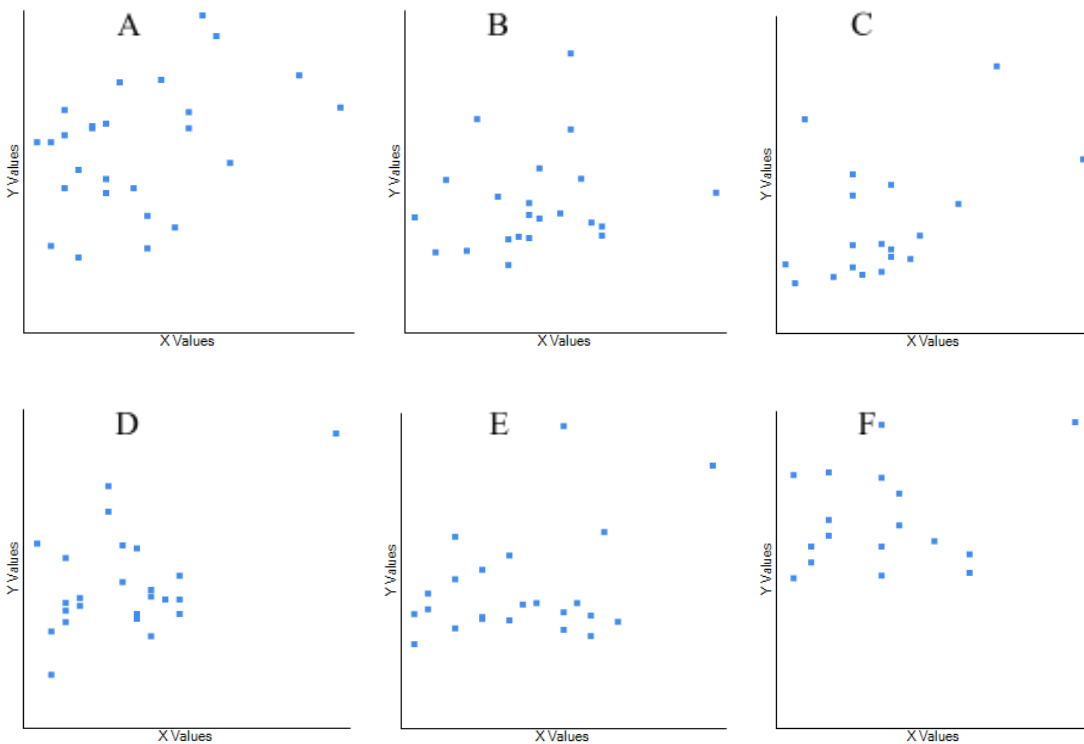 A
B
C
Y Values
Y Values
Y Values
X Values
X Values
X Values
D
E
F
Y Values
Y Values
Y Values
X Values
X Values
X Values